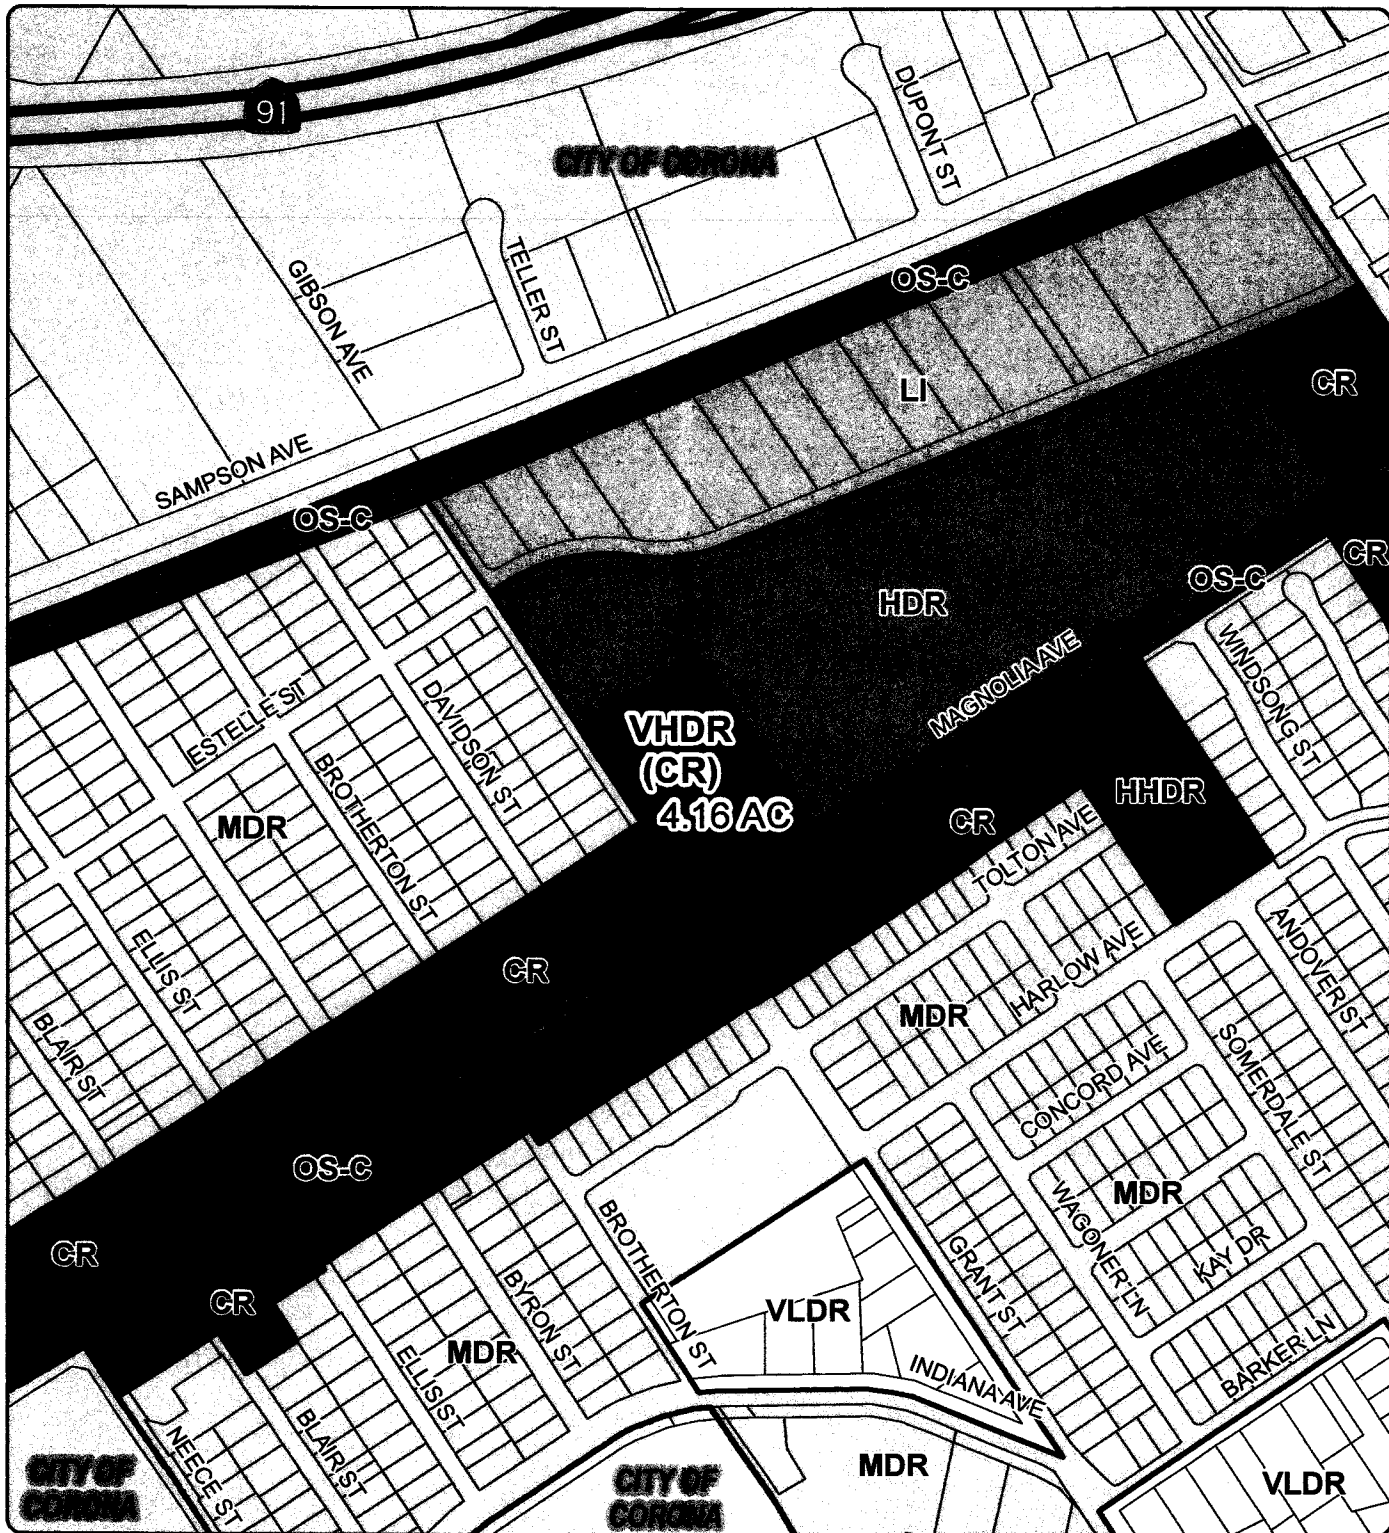 91
DUPONT ST
CITY OF CORONA
TELLER ST
GIBSON AVE
OS-C
LI
CR
SAMPSON AVE
OS-C
CR
OS-C
HDR
WINDSONG ST
MAGNOLIA AVE
ESTELLE ST
DAVIDSON ST
VHDR
(CR)
4.16 AC
BROTHERTON ST
HHDR
MDR
CR
TOLTON AVE
ELLIS ST
CR
HARLOW AVE
ANDOVER ST
MDR
BLAIR ST
CONCORD AVE
SOMERDALE ST
OS-C
MDR
WAGONER LN
BROTHERTON ST
GRANT ST
KAY DR
CR
CR
BYRON ST
VLDR
MDR
ELLIS ST
INDIANA AVE
BARKER LN
NEECE ST
BLAIR ST
CITY OF
CORONA
CITY OF
CORONA
MDR
VLDR